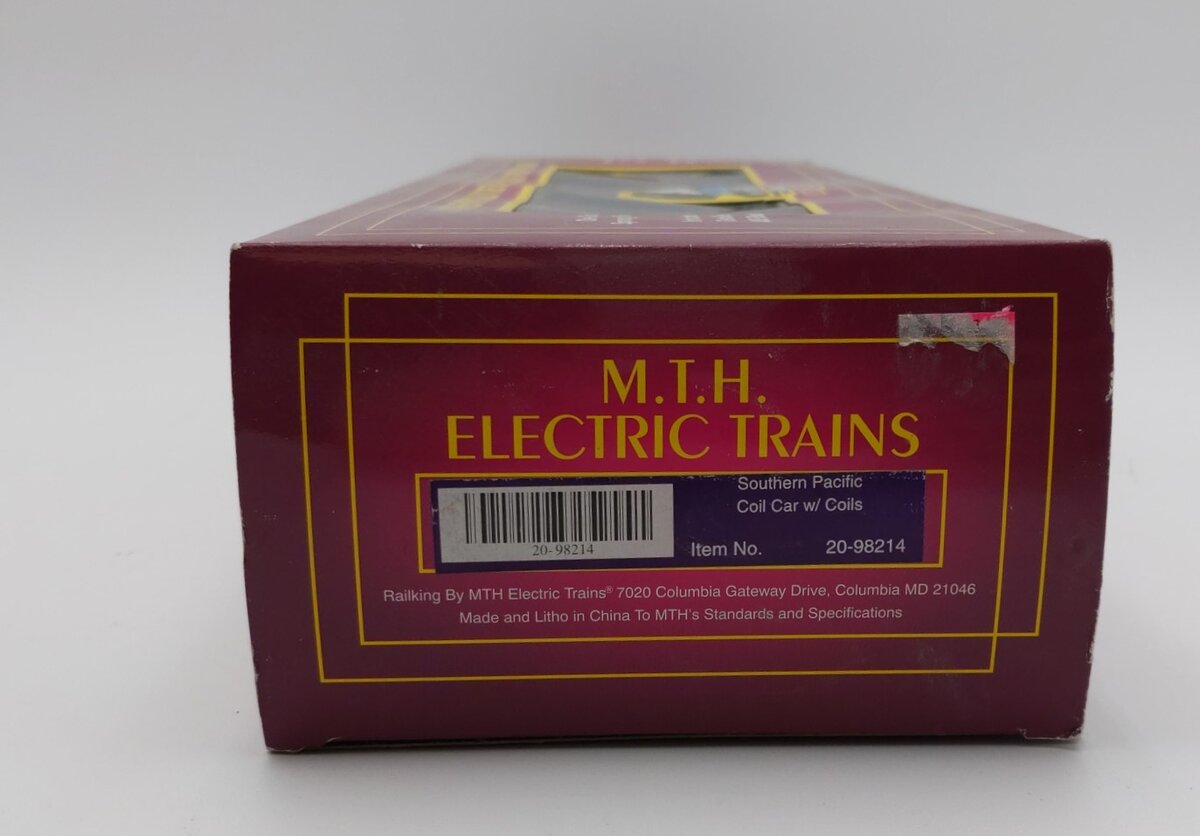 M.T.H.
ELECTRIC TRAINS
Southern Pacific
Coil Car w/ Coils
20-98214
Item No. 20-98214
Railking By MTH Electric Trains® 7020 Columbia Gateway Drive, Columbia MD 21046
Made and Litho in China To MTH's Standards and Specifications